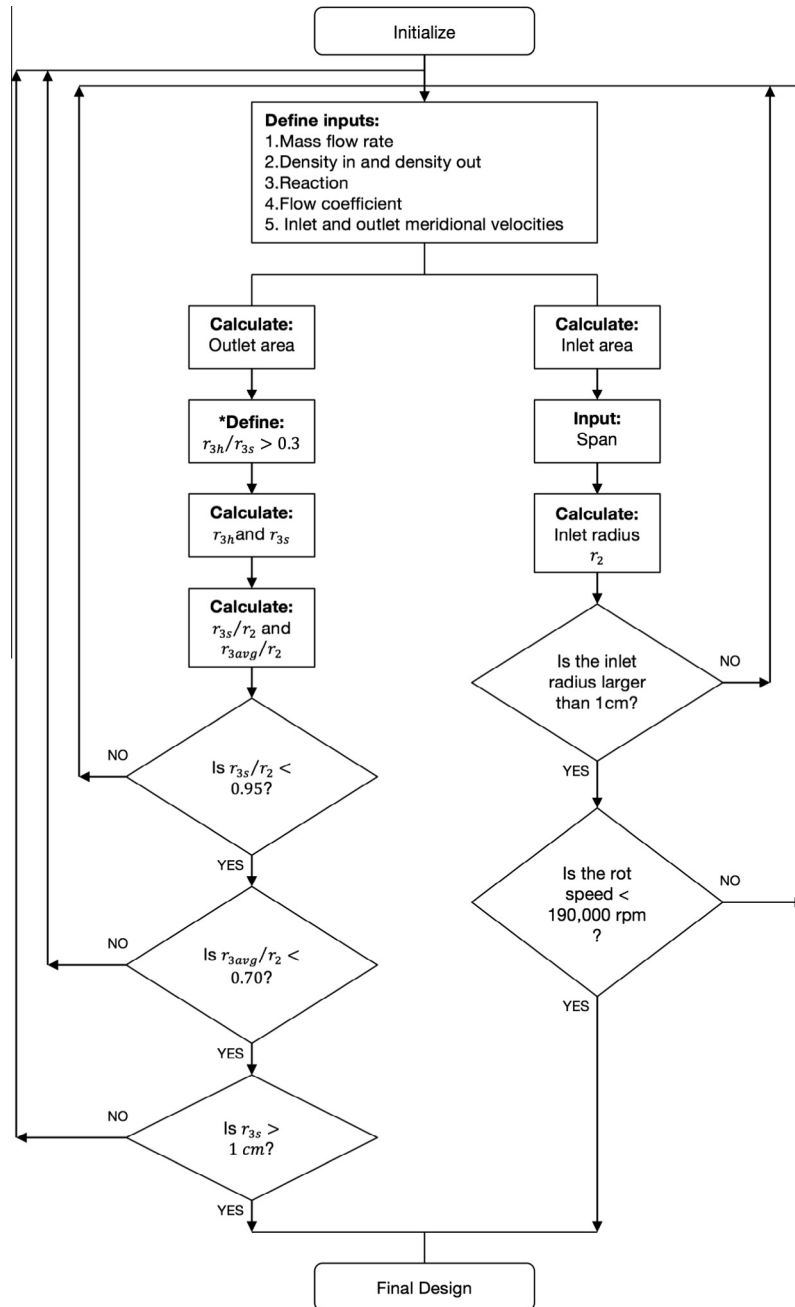 Initialize
Define inputs:
1.Mass flow rate
2.Density in and density out
3.Reaction
4.Flow coefficient
5. Inlet and outlet meridional velocities
Calculate:
Outlet area
*Define:
r3h/r3s > 0.3
Calculate:
r3h and r3s
Calculate:
r3s/r2 and
r3avg/r2
NO
Is r3s/r2 <
0.95?
YES
NO
Is r3avg/r2 <
0.70?
YES
NO
Is r3s >
1 cm?
YES
Calculate:
Inlet area
Input:
Span
Calculate:
Inlet radius
r2
Is the inlet
radius larger
than 1cm?
NO
YES
Is the rot
speed <
190,000 rpm
?
NO
YES
Final Design